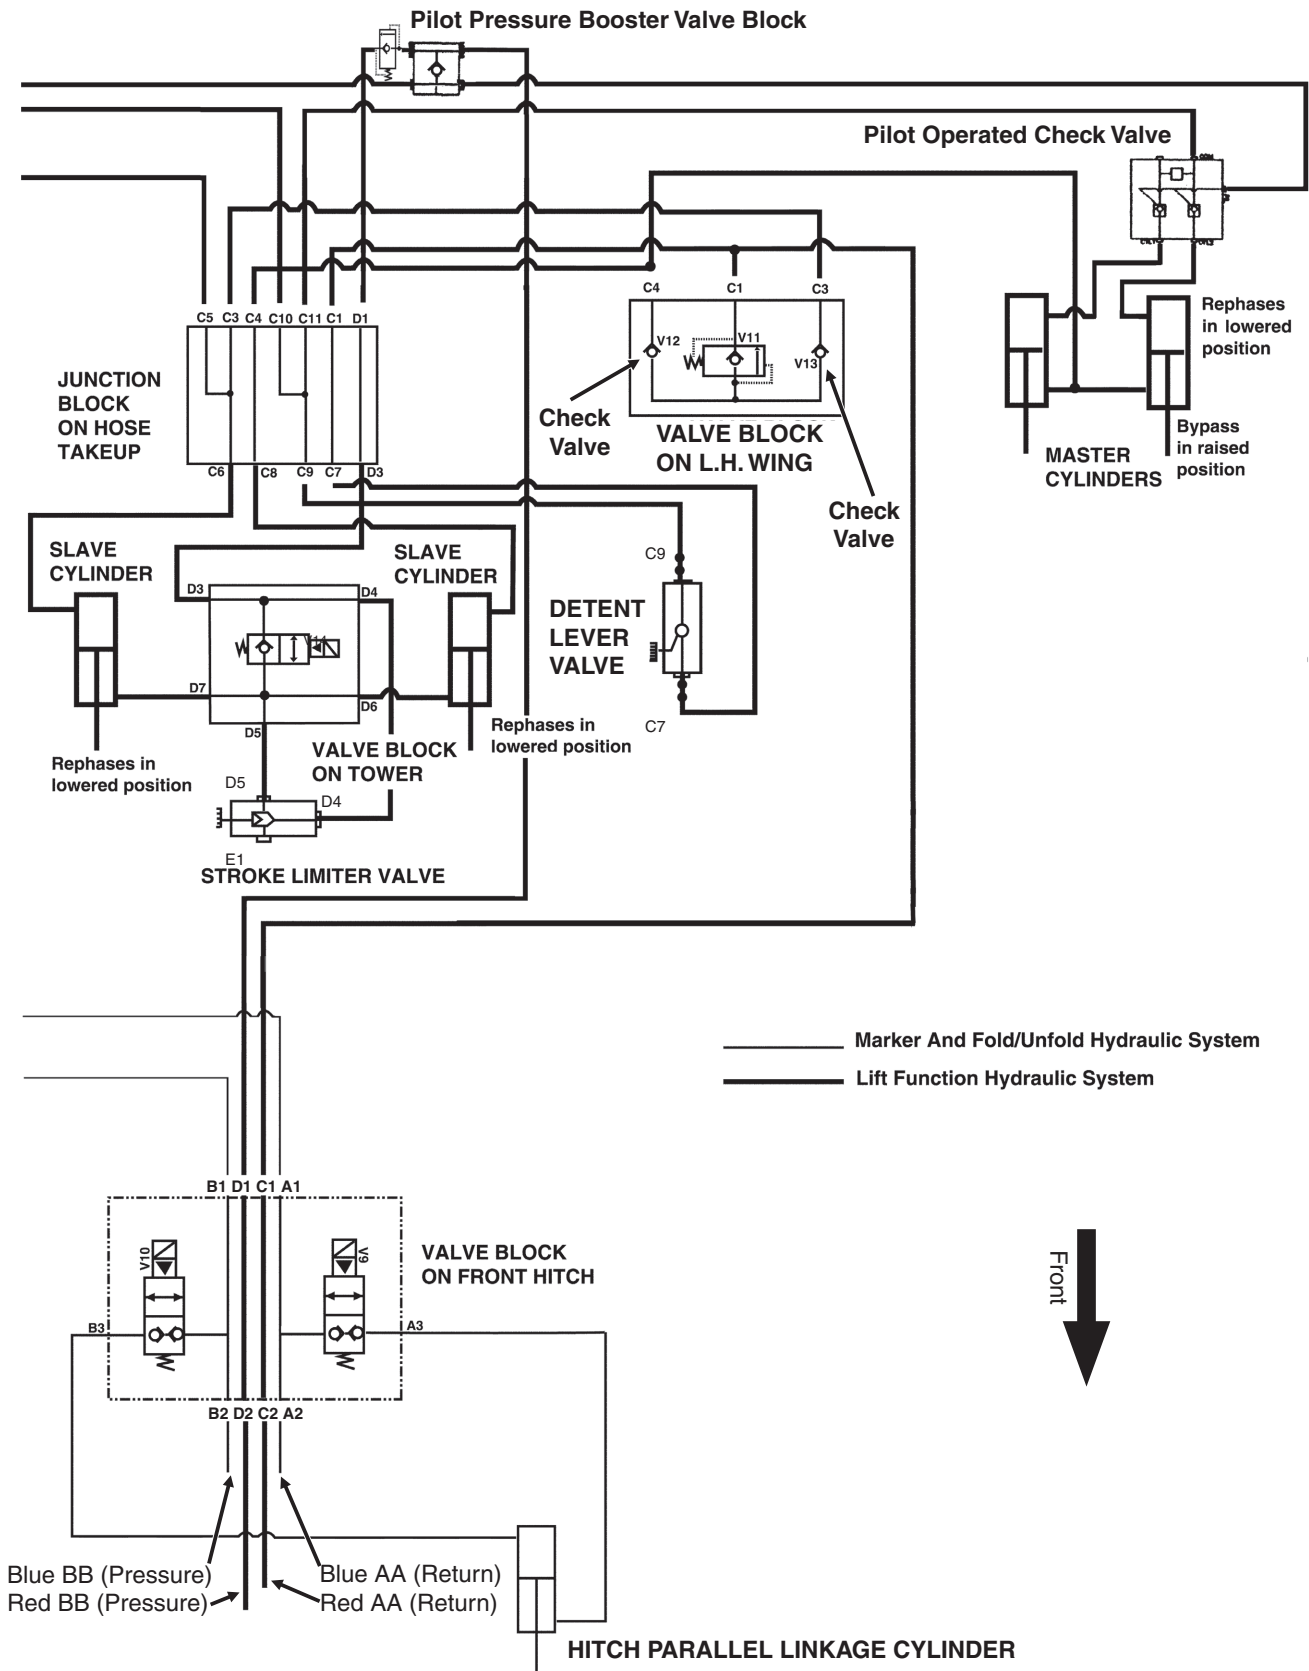 Pilot Pressure Booster Valve Block
Pilot Operated Check Valve
C5 C3 C4 C10 C11 C1 D1
C4
C1
C3
V12
V11
V13
Rephases
in lowered
position
JUNCTION
BLOCK
ON HOSE
TAKEUP
Check
Valve
VALVE BLOCK
ON L.H. WING
MASTER
CYLINDERS
Bypass
in raised
position
C6
C8
C9
C7
D3
Check
Valve
SLAVE
CYLINDER
SLAVE
CYLINDER
C9
D3
D4
DETENT
LEVER
VALVE
D7
D6
D5
C7
Rephases in
lowered position
Rephases in
lowered position
VALVE BLOCK
ON TOWER
D5
D4
E1
STROKE LIMITER VALVE
Marker And Fold/Unfold Hydraulic System
Lift Function Hydraulic System
B1 D1 C1 A1
V10
V9
VALVE BLOCK
ON FRONT HITCH
Front
B3
A3
B2 D2 C2 A2
Blue BB (Pressure)
Red BB (Pressure)
Blue AA (Return)
Red AA (Return)
HITCH PARALLEL LINKAGE CYLINDER